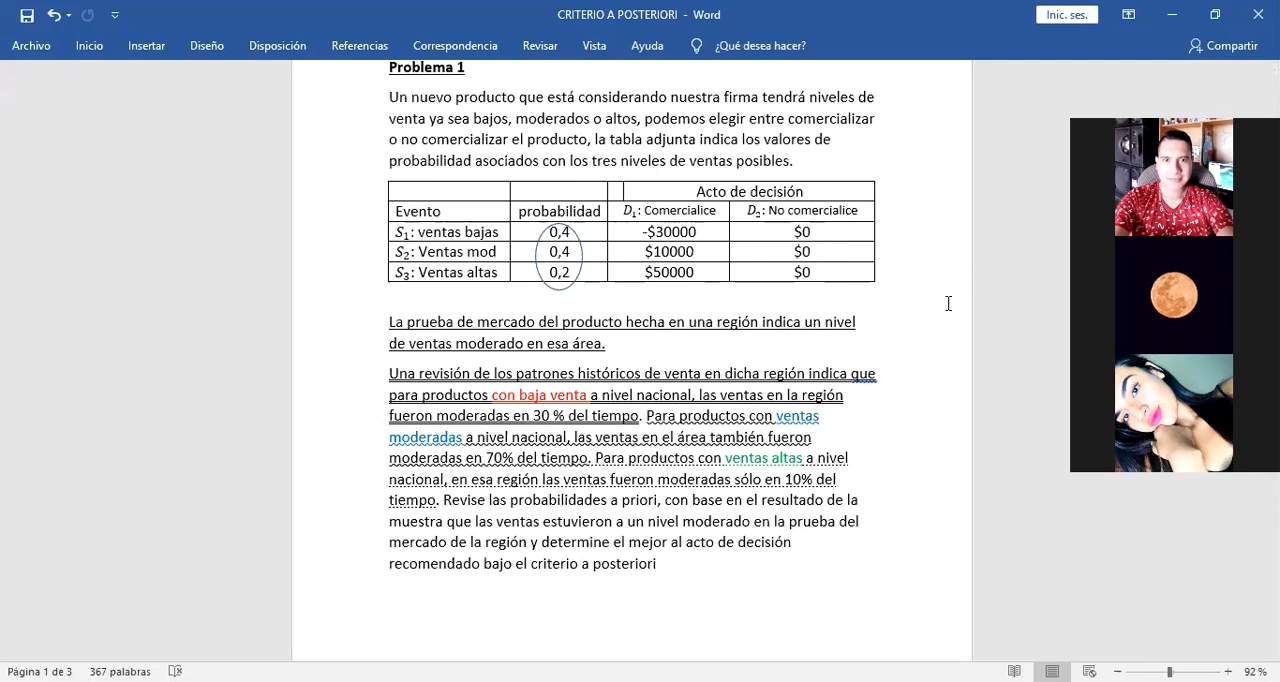 CRITERIO A POSTERIORI - Word
Inic. ses.
Archivo Inicio Insertar Diseño Disposición Referencias Correspondencia Revisar Vista Ayuda ¿Qué desea hacer? Compartir
Problema 1
Un nuevo producto que está considerando nuestra firma tendrá niveles de
venta ya sea bajos, moderados o altos, podemos elegir entre comercializar
o no comercializar el producto, la tabla adjunta indica los valores de
probabilidad asociados con los tres niveles de ventas posibles.
Acto de decisión
Evento probabilidad D₁: Comercialice D₂: No comercialice
S₁: ventas bajas 0,4 -$30000 $0
S₂: Ventas mod 0,4 $10000 $0
S₃: Ventas altas 0,2 $50000 $0
La prueba de mercado del producto hecha en una región indica un nivel
de ventas moderado en esa área.
Una revisión de los patrones históricos de venta en dicha región indica que
para productos con baja venta a nivel nacional, las ventas en la región
fueron moderadas en 30 % del tiempo. Para productos con ventas
moderadas a nivel nacional, las ventas en el área también fueron
moderadas en 70% del tiempo. Para productos con ventas altas a nivel
nacional, en esa región las ventas fueron moderadas sólo en 10% del
tiempo. Revise las probabilidades a priori, con base en el resultado de la
muestra que las ventas estuvieron a un nivel moderado en la prueba del
mercado de la región y determine el mejor al acto de decisión
recomendado bajo el criterio a posteriori
Página 1 de 3 367 palabras 92 %